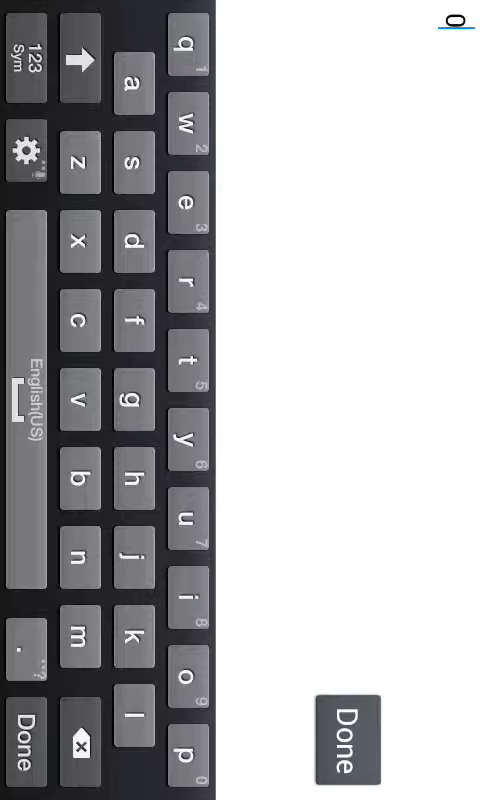 0
Done
q 1 w 2 e 3 r 4 t 5 y 6 u 7 i 8 o 9 p 0
a s d f g h j k l
z x c v b n m
123
Sym English(US) . ,? Done